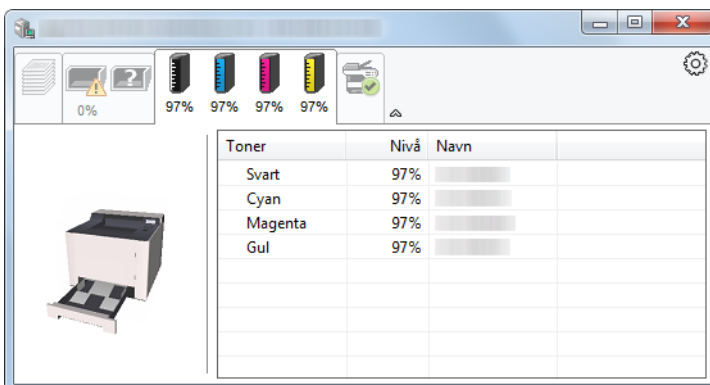 0%
97% 97% 97% 97%
Toner Nivå Navn
Svart 97%
Cyan 97%
Magenta 97%
Gul 97%